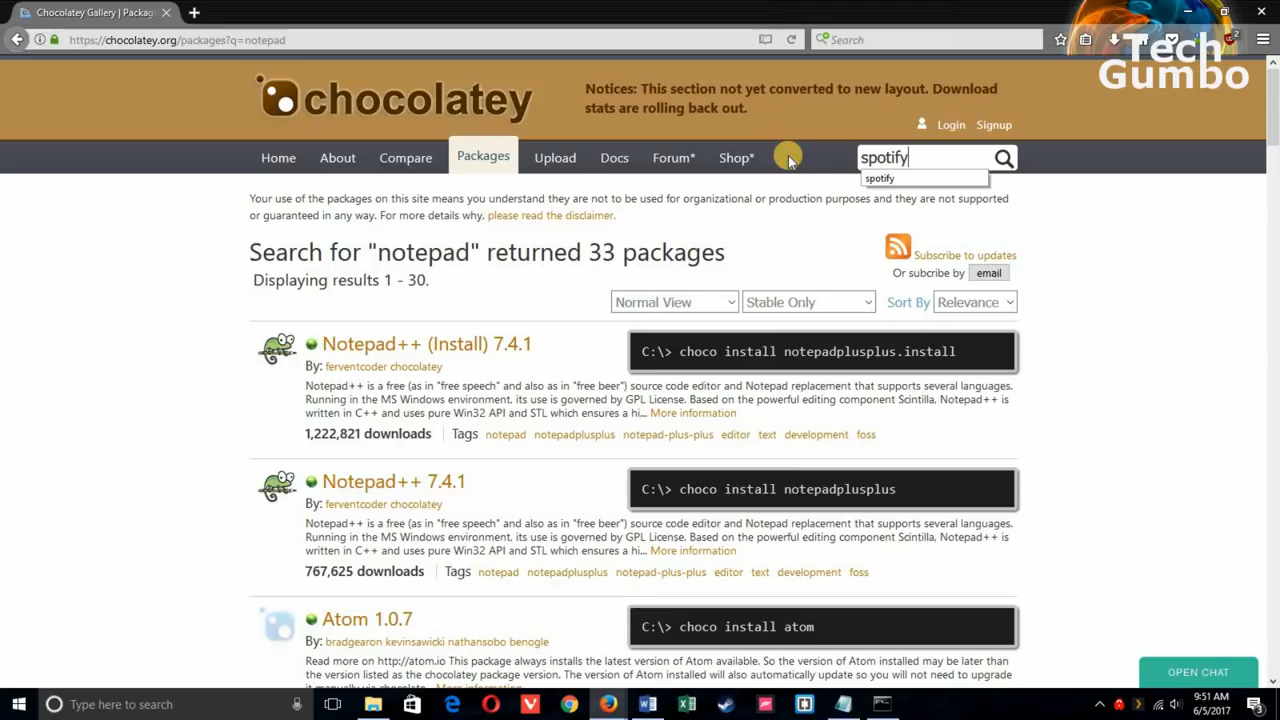 Chocolatey Gallery | Packag
https://chocolatey.org/packages?q=notepad
Search
2
Tech
Gumbo
chocolatey
Notices: This section not yet converted to new layout. Download
stats are rolling back out.
Login Signup
Home About Compare Packages Upload Docs Forum* Shop*
spotify
spotify
Your use of the packages on this site means you understand they are not supported
or guaranteed in any way. For more details why, please read the disclaimer.
Search for "notepad" returned 33 packages
Displaying results 1 - 30.
Subscribe to updates
Or subcribe by email
Normal View Stable Only Sort By Relevance
Notepad++ (Install) 7.4.1
C:\> choco install notepadplusplus.install
By: ferventcoder chocolatey
Notepad++ is a free (as in "free speech" and also as in "free beer") source code editor and Notepad replacement that supports several languages.
Running in the MS Windows environment, its use is governed by GPL License. Based on the powerful editing component Scintilla, Notepad++ is
written in C++ and uses pure Win32 API and STL which ensures a hi... More information
1,222,821 downloads Tags notepad notepadplusplus notepad-plus-plus editor text development foss
Notepad++ 7.4.1
C:\> choco install notepadplusplus
By: ferventcoder chocolatey
Notepad++ is a free (as in "free speech" and also as in "free beer") source code editor and Notepad replacement that supports several languages.
Running in the MS Windows environment, its use is governed by GPL License. Based on the powerful editing component Scintilla, Notepad++ is
written in C++ and uses pure Win32 API and STL which ensures a hi... More information
767,625 downloads Tags notepad notepadplusplus notepad-plus-plus editor text development foss
Atom 1.0.7
C:\> choco install atom
By: bradgearon kevinsawicki nathansobo benogle
Read more on http://atom.io This package always installs the latest version of Atom available. So the version of Atom installed may be later than
the version listed as the chocolatey package version. The version of Atom installed will also automatically update so you will not need to upgrade
it manually via chocolate... More information
OPEN CHAT
Type here to search
9:51 AM
6/5/2017
3